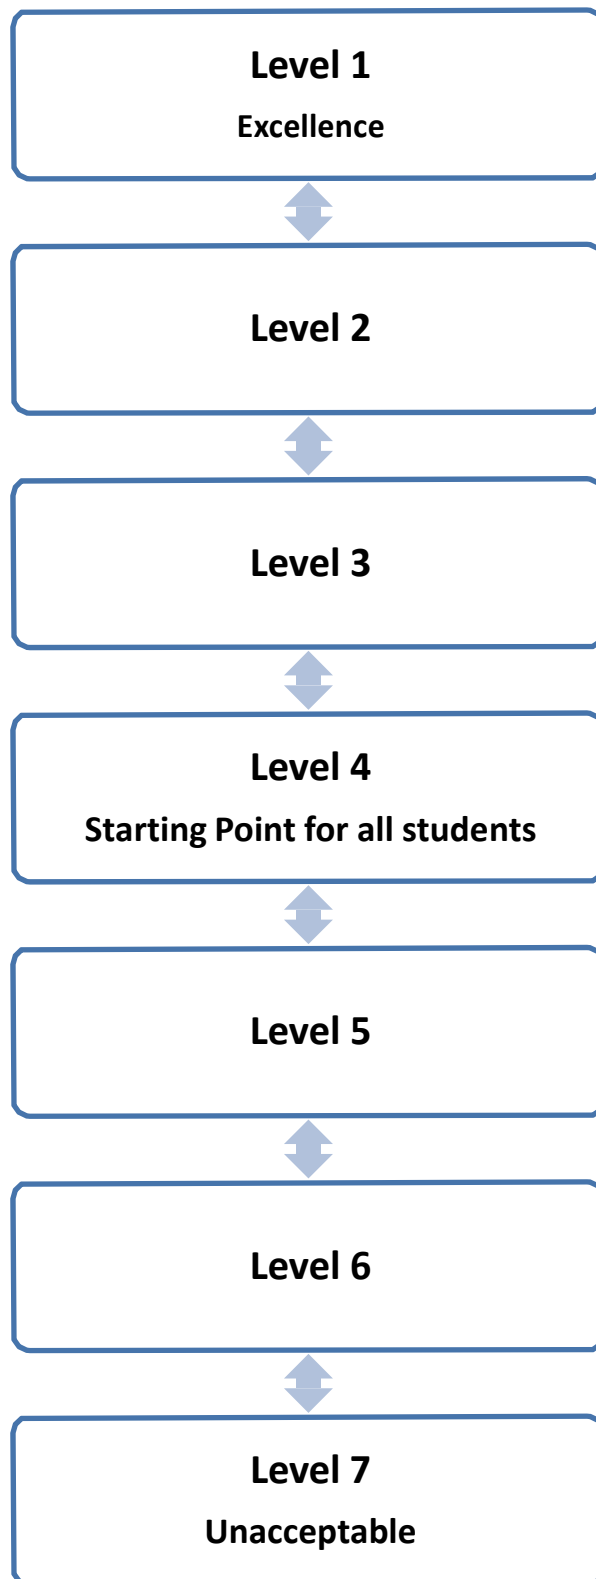 Level 1
Excellence
Level 2
Level 3
Level 4
Starting Point for all students
Level 5
Level 6
Level 7
Unacceptable